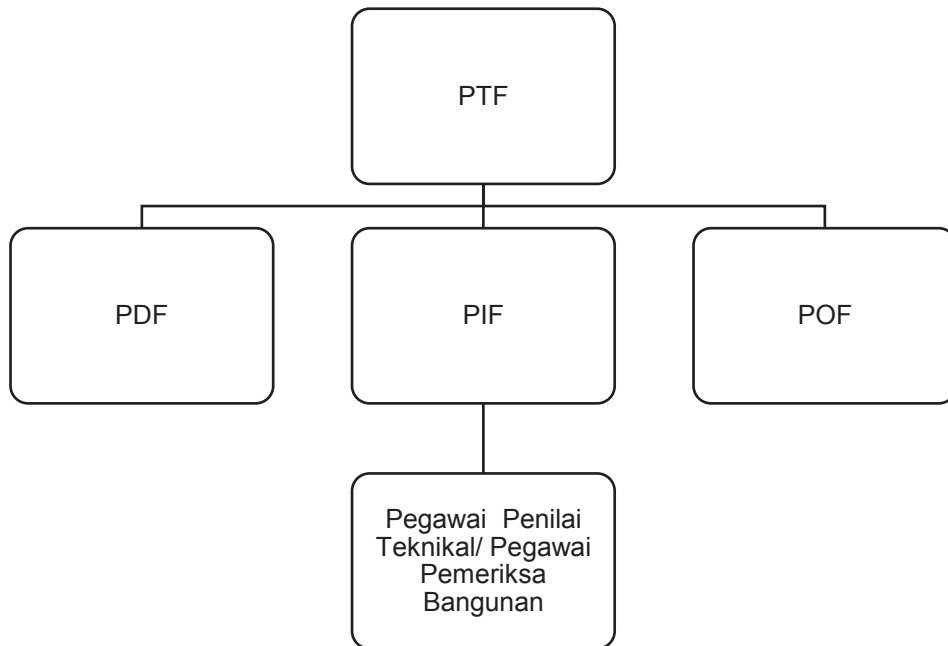 PTF
PDF
PIF
POF
Pegawai Penilai
Teknikal/ Pegawai
Pemeriksa
Bangunan